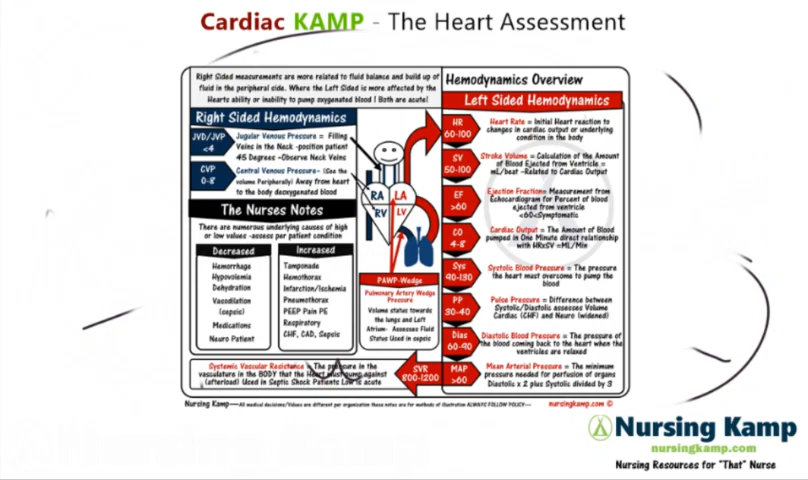 Cardiac KAMP - The Heart Assessment
Right Sided measurements are more related to fluid balance and build up of
fluid in the peripheral side. Where the Left Sided is more affected by the
Hearts ability or inability to pump oxygenated blood ! Both are acute!
Hemodynamics Overview
Left Sided Hemodynamics
Right Sided Hemodynamics
JVD/JVP
<4
Jugular Venous Pressure = Filling
Veins in the Neck -position patient
45 Degrees -Observe Neck Veins
CVP
0-8
Central Venous Pressure- (See the
volume Peripherally) Away from heart
to the body deoxygenated blood
The Nurses Notes
There are numerous underlying causes of high
or low values -assess per patient condition
Decreased
Hemorrhage
Hypovolemia
Dehydration
Vasodilation
(sepsis)
Medications
Neuro Patient
Increased
Tamponade
Hemothorax
Infarction/Ischemia
Pneumothorax
PEEP Pain PE
Respiratory
CHF, CAD, Sepsis
RA
LA
RV
LV
PAWP-Wedge
Pulmonary Artery Wedge
Pressure
Volume status towards
the lungs and Left
Atrium- Assesses Fluid
Status Used in sepsis
HR
60-100
Heart Rate = Initial Heart reaction to
changes in cardiac output or underlying
condition in the body
SV
50-100
Stroke Volume = Calculation of the Amount
of Blood Ejected from Ventricle =
mL/beat -Related to Cardiac Output
EF
>60
Ejection Fraction= Measurement from
Echocardiogram for Percent of blood
ejected from ventricle
<60=Symptomatic
CO
4-8
Cardiac Output = The Amount of Blood
pumped in One Minute direct relationship
with HRxSV =ML/Min
Sys
90-130
Systolic Blood Pressure = The pressure
the heart must overcome to pump the
blood
PP
30-40
Pulse Pressure = Difference between
Systolic/Diastolic assesses Volume
Cardiac (CHF) and Neuro (widened)
Dias
60-90
Diastolic Blood Pressure = The pressure of
the blood coming back to the heart when the
ventricles are relaxed
MAP
>60
Mean Arterial Pressure = The minimum
pressure needed for perfusion of organs
Diastolic x 2 plus Systolic divided by 3
Systemic Vascular Resistance = The pressure in the
vasculature in the BODY that the Heart must pump against
(afterload) Used in Septic Shock Patients Low is acute
SVR
800-1200
Nursing Kamp—All medical decisions/Values are different per organization these notes are for methods of illustration ALWAYS FOLLOW POLICY—
nursingkamp.com ©
Nursing Kamp
nursingkamp.com
Nursing Resources for "That" Nurse